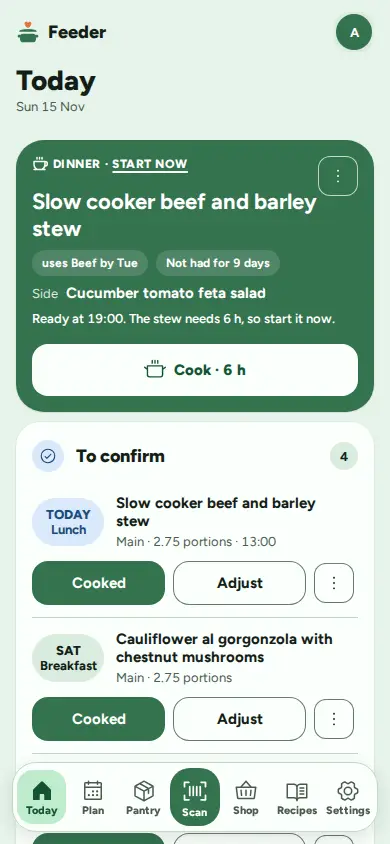 Feeder
A
Today
Sun 15 Nov
DINNER · START NOW
Slow cooker beef and barley
stew
uses Beef by Tue
Not had for 9 days
Side Cucumber tomato feta salad
Ready at 19:00. The stew needs 6 h, so start it now.
Cook · 6 h
To confirm
4
TODAY
Lunch
Slow cooker beef and barley
stew
Main · 2.75 portions · 13:00
Cooked
Adjust
SAT
Breakfast
Cauliflower al gorgonzola with
chestnut mushrooms
Main · 2.75 portions
Cooked
Adjust
Today
Plan
Pantry
Scan
Shop
Recipes
Settings